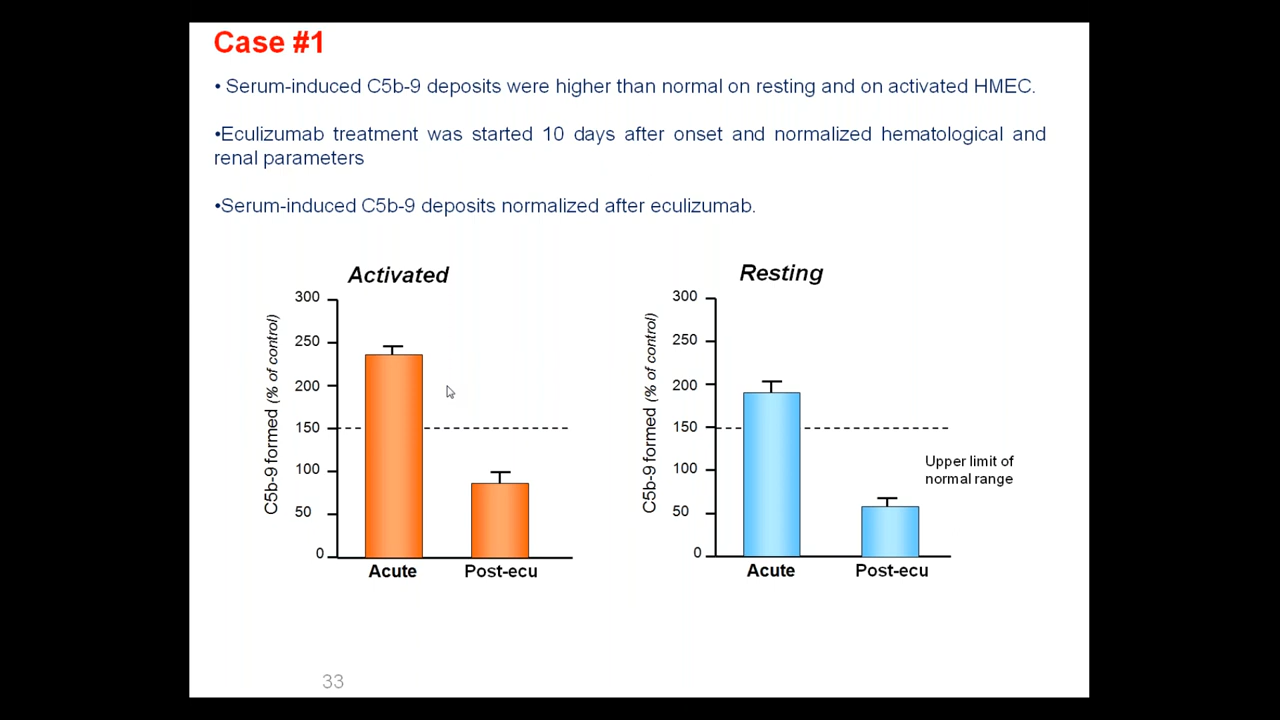 Case #1
• Serum-induced C5b-9 deposits were higher than normal on resting and on activated HMEC.
•Eculizumab treatment was started 10 days after onset and normalized hematological and
renal parameters
•Serum-induced C5b-9 deposits normalized after eculizumab.
Activated
C5b-9 formed (% of control)
300
250
200
150
100
50
0
Acute
Post-ecu
Resting
C5b-9 formed (% of control)
300
250
200
150
100
50
0
Upper limit of
normal range
Acute
Post-ecu
33